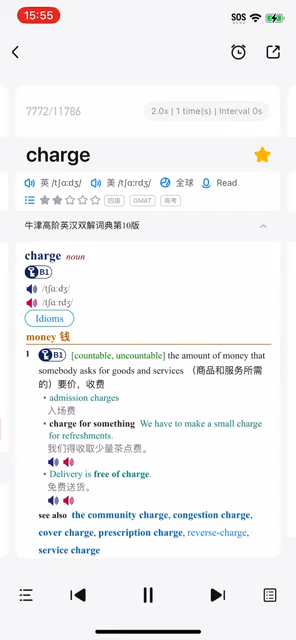 15:55
SOS
7772/11786
2.0x | 1 time(s) | Interval 0s
charge
英 /tʃɑːdʒ/ 美 /tʃɑːrdʒ/ 全球 Read
四级 GMAT 高考
牛津高阶英汉双解词典第10版
charge noun
B1
/tʃɑːdʒ/
/tʃɑːrdʒ/
Idioms
money 钱
1 B1 [countable, uncountable] the amount of money that
somebody asks for goods and services （商品和服务所需
的）要价，收费
• admission charges
入场费
• charge for something We have to make a small charge
for refreshments.
我们得收取少量茶点费。
• Delivery is free of charge.
免费送货。
see also the community charge, congestion charge,
cover charge, prescription charge, reverse-charge,
service charge